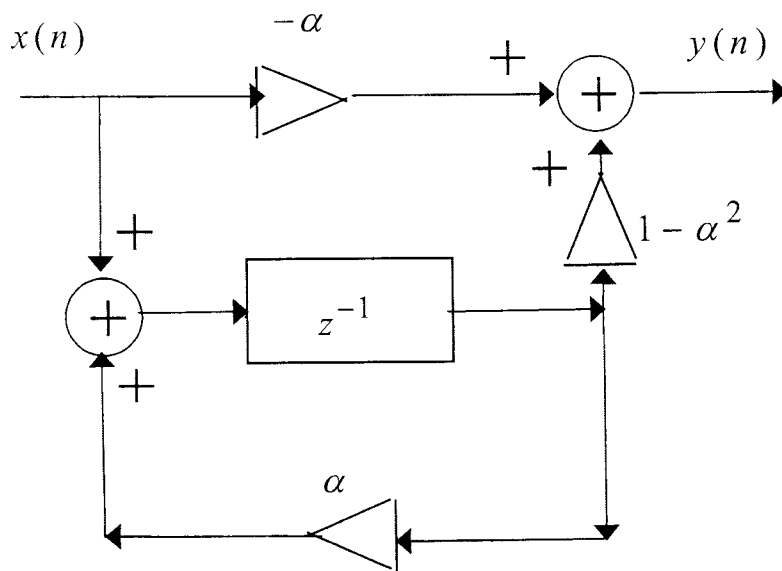 −α
x(n)
y(n)
+
+
+
1 − α²
+
+
z⁻¹
+
α